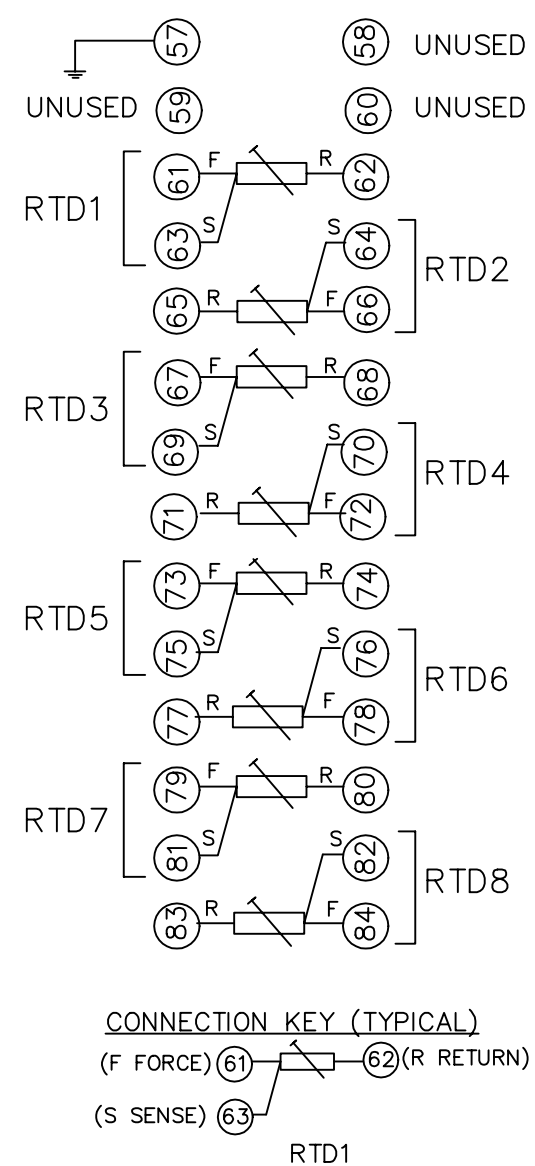 57 58 UNUSED
UNUSED 59 60 UNUSED
61 F R 62
RTD1
63 S S 64
RTD2
65 R F 66
67 F R 68
RTD3
69 S S 70
RTD4
71 R F 72
73 F R 74
RTD5
75 S S 76
RTD6
77 R F 78
79 F R 80
RTD7
81 S S 82
RTD8
83 R F 84
CONNECTION KEY (TYPICAL)
(F FORCE) 61 62 (R RETURN)
(S SENSE) 63
RTD1